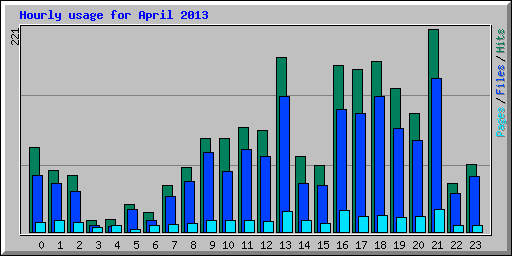 Hourly usage for April 2013
221
Pages / Files / Hits
0 1 2 3 4 5 6 7 8 9 10 11 12 13 14 15 16 17 18 19 20 21 22 23